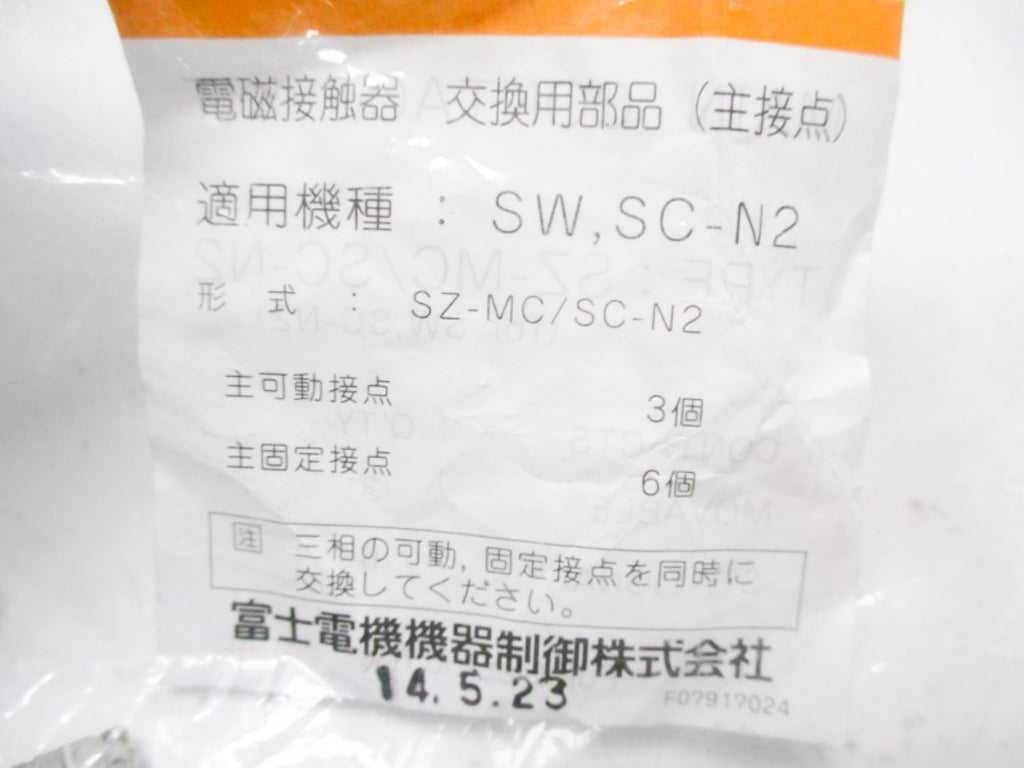 電磁接触器 交換用部品(主接点)
適用機種 : SW,SC-N2
形 式 : SZ-MC/SC-N2
主可動接点 3個
主固定接点 6個
注 三相の可動,固定接点を同時に
交換してください。
富士電機機器制御株式会社
14.5.23
F07917024